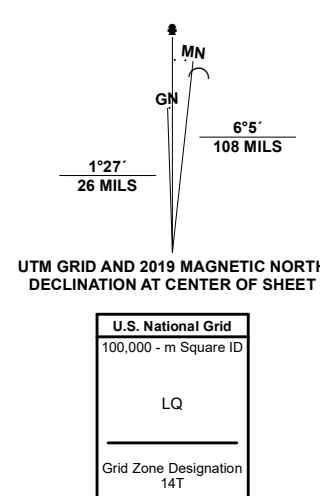 MN
GN
6°5´
108 MILS
1°27´
26 MILS
UTM GRID AND 2019 MAGNETIC NORTH
DECLINATION AT CENTER OF SHEET
U.S. National Grid
100,000 - m Square ID
LQ
Grid Zone Designation
14T